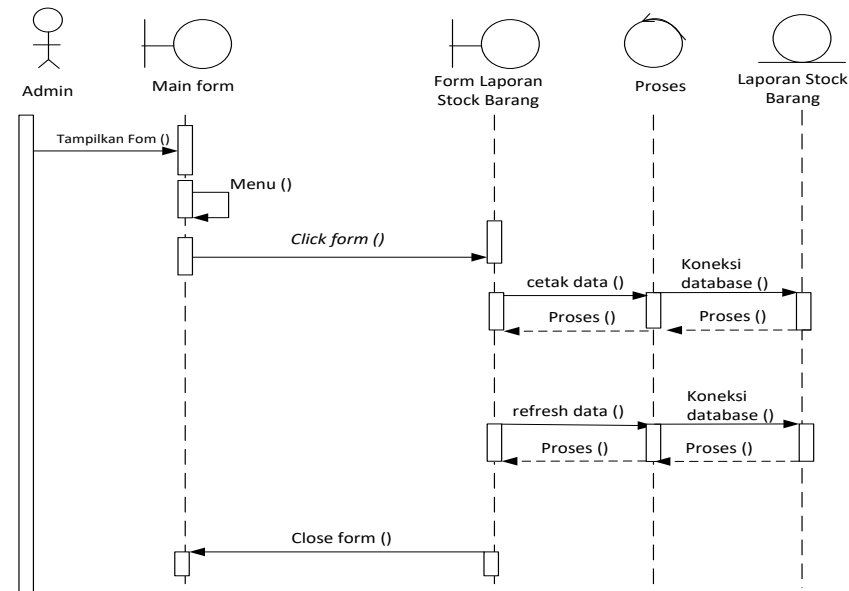 Admin
Main form
Form Laporan
Stock Barang
Proses
Laporan Stock
Barang
Tampilkan Fom ()
Menu ()
Click form ()
cetak data ()
Koneksi
database ()
Proses ()
Proses ()
refresh data ()
Koneksi
database ()
Proses ()
Proses ()
Close form ()